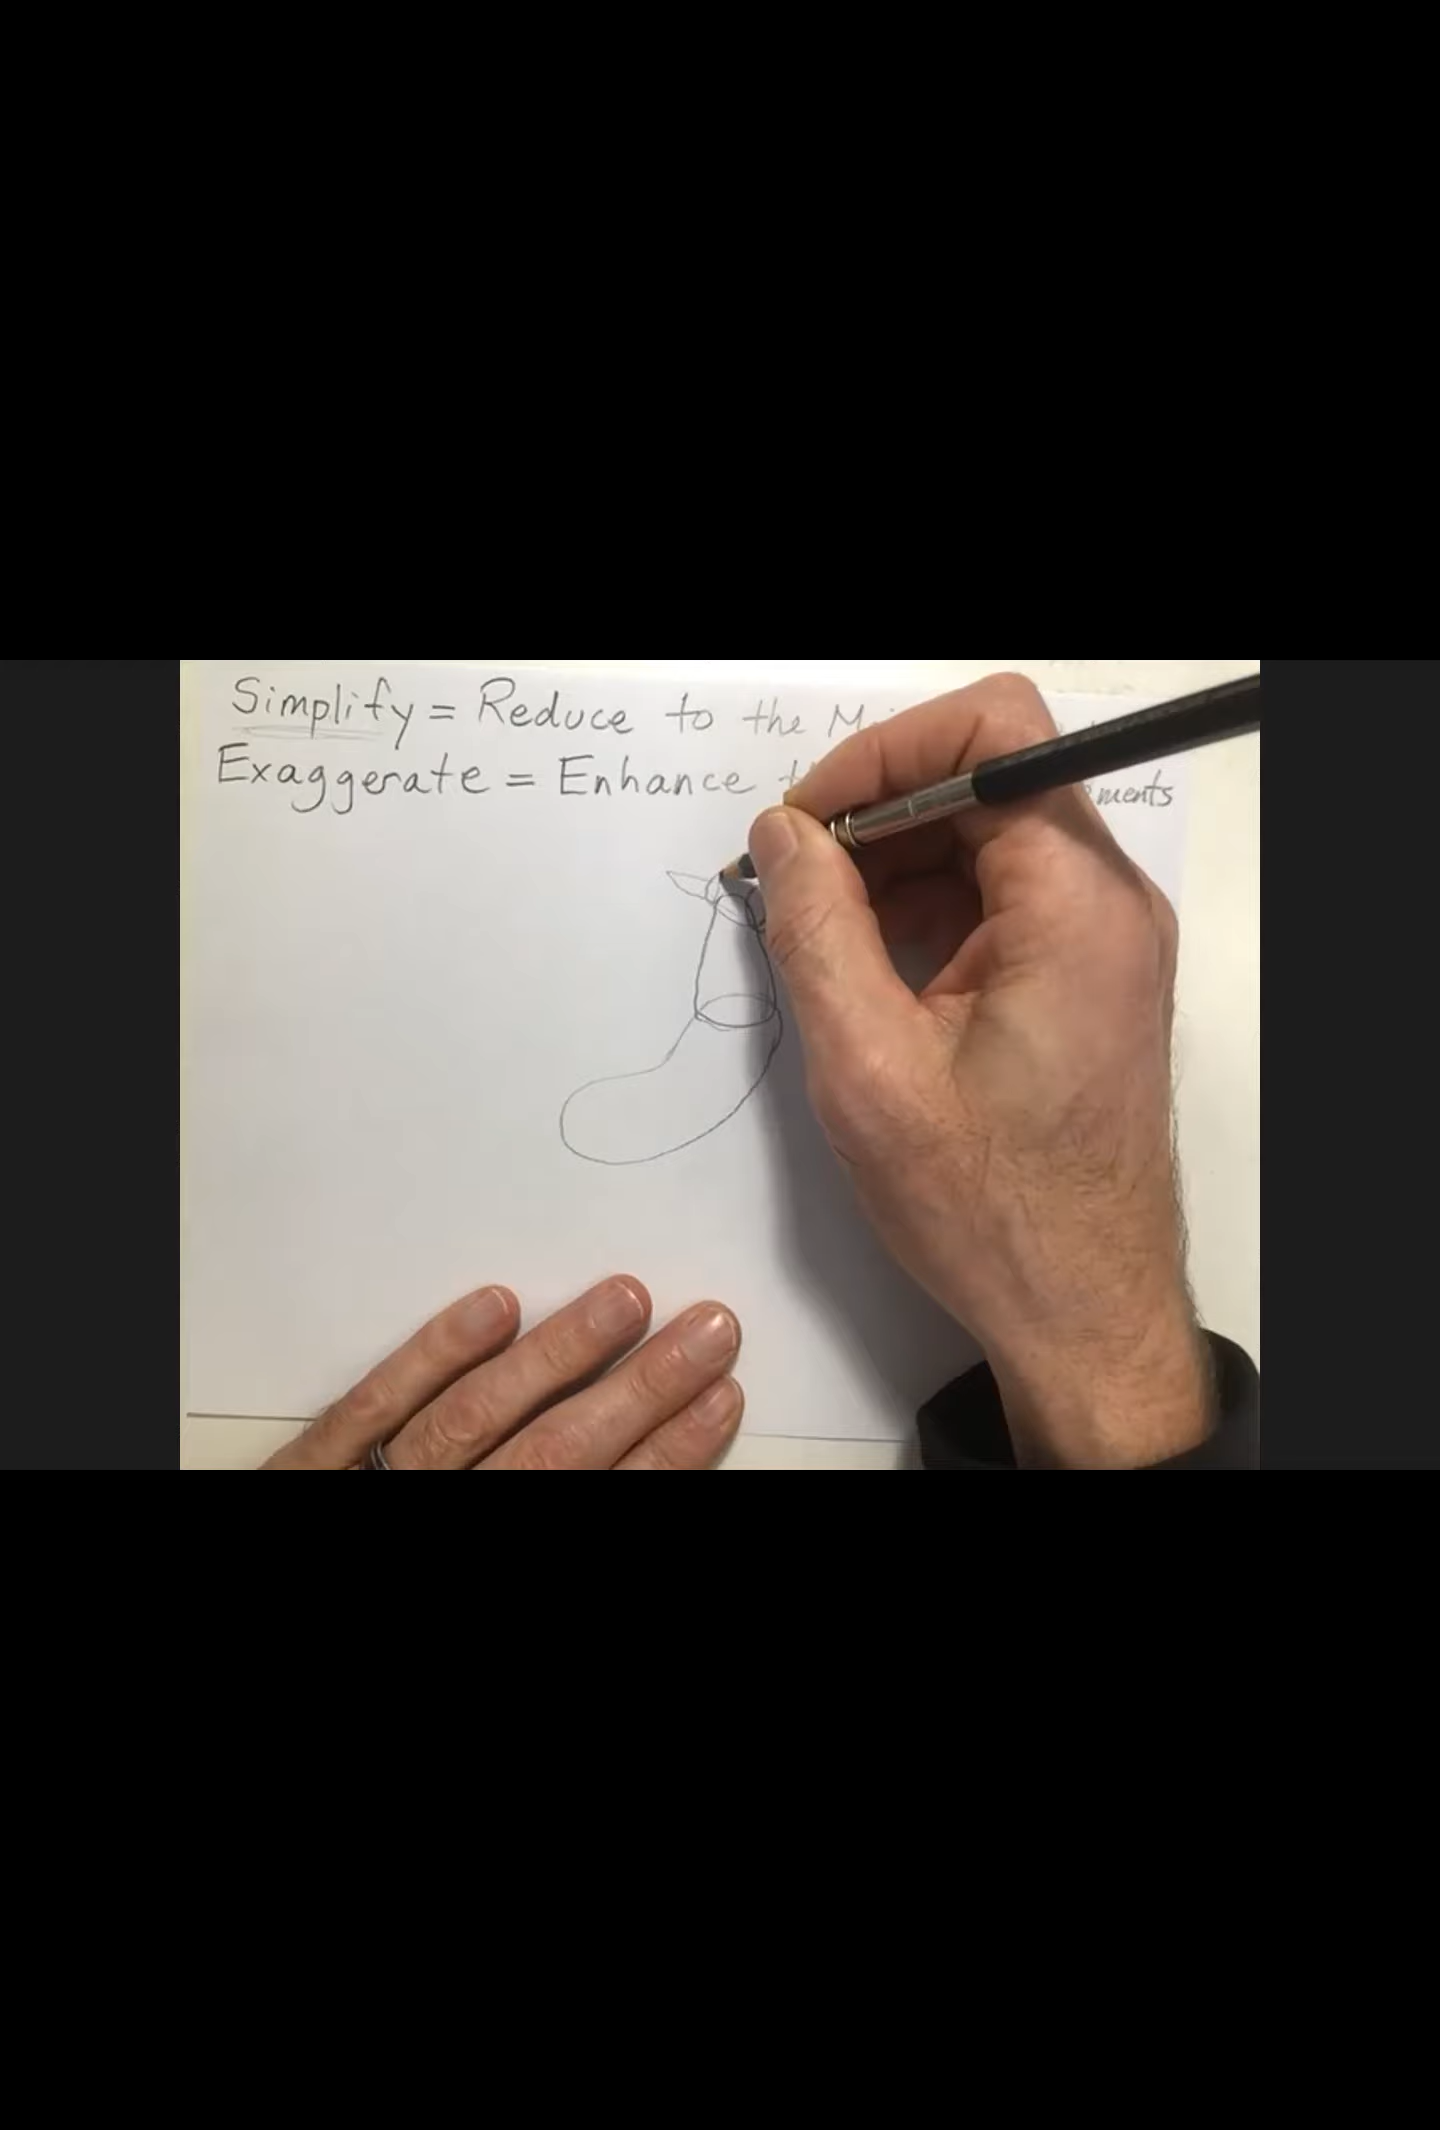 Simplify = Reduce to the
Exaggerate = Enhance